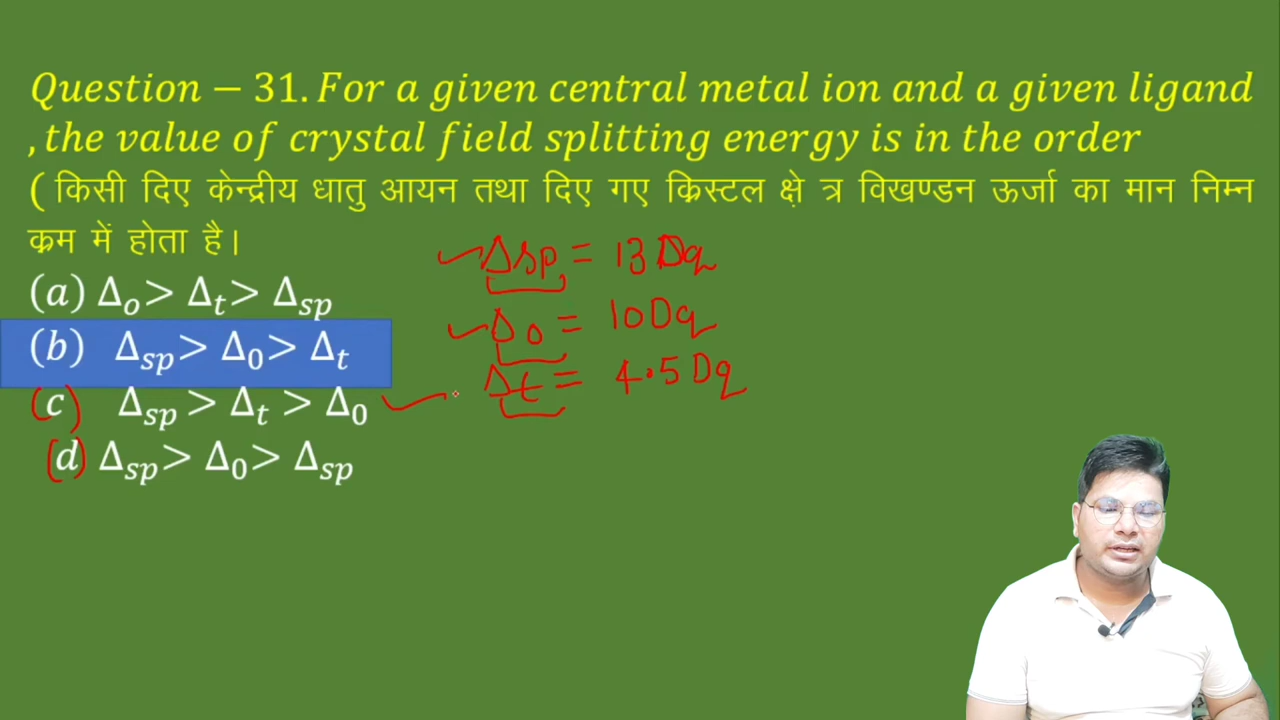 Question − 31. For a given central metal ion and a given ligand
, the value of crystal field splitting energy is in the order
( किसी दिए केन्द्रीय धातु आयन तथा दिए गए क्रिस्टल क्षे त्र विखण्डन ऊर्जा का मान निम्न
क्रम में होता है।
Δsp = 13 Dq
(a) Δo > Δt > Δsp
Δo = 10 Dq
(b) Δsp > Δ0 > Δt
Δt = 4.5 Dq
(c) Δsp > Δt > Δ0
(d) Δsp > Δ0 > Δsp